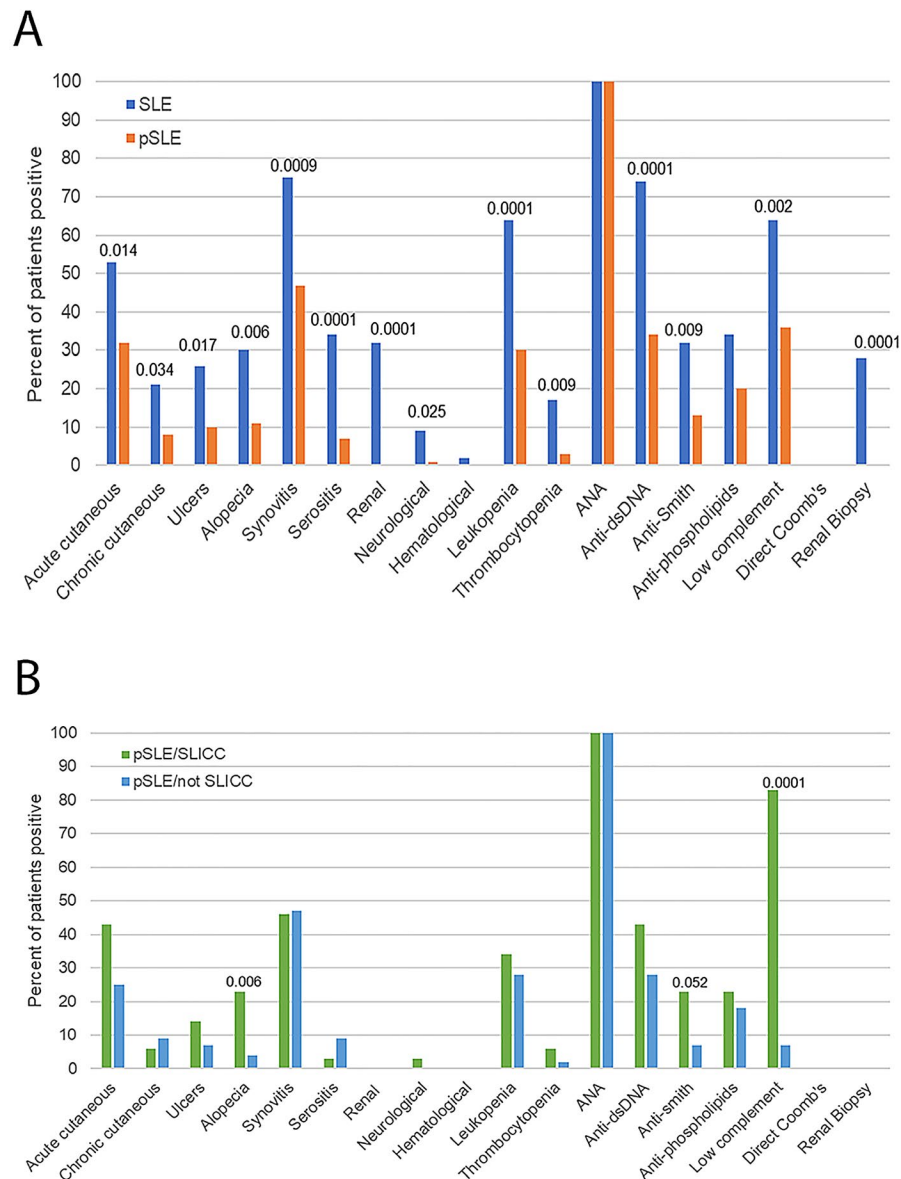 A
100
90
80
70
60
50
40
30
20
10
0
Percent of patients positive
SLE
pSLE
0.014
0.034
0.017
0.006
0.0009
0.0001
0.0001
0.025
0.0001
0.009
0.0001
0.009
0.002
0.0001
Acute cutaneous
Chronic cutaneous
Ulcers
Alopecia
Synovitis
Serositis
Renal
Neurological
Hematological
Leukopenia
Thrombocytopenia
ANA
Anti-dsDNA
Anti-Smith
Anti-phospholipids
Low complement
Direct Coomb's
Renal Biopsy
B
100
90
80
70
60
50
40
30
20
10
0
Percent of patients positive
pSLE/SLICC
pSLE/not SLICC
0.006
0.052
0.0001
Acute cutaneous
Chronic cutaneous
Ulcers
Alopecia
Synovitis
Serositis
Renal
Neurological
Hematological
Leukopenia
Thrombocytopenia
ANA
Anti-dsDNA
Anti-smith
Anti-phospholipids
Low complement
Direct Coomb's
Renal Biopsy